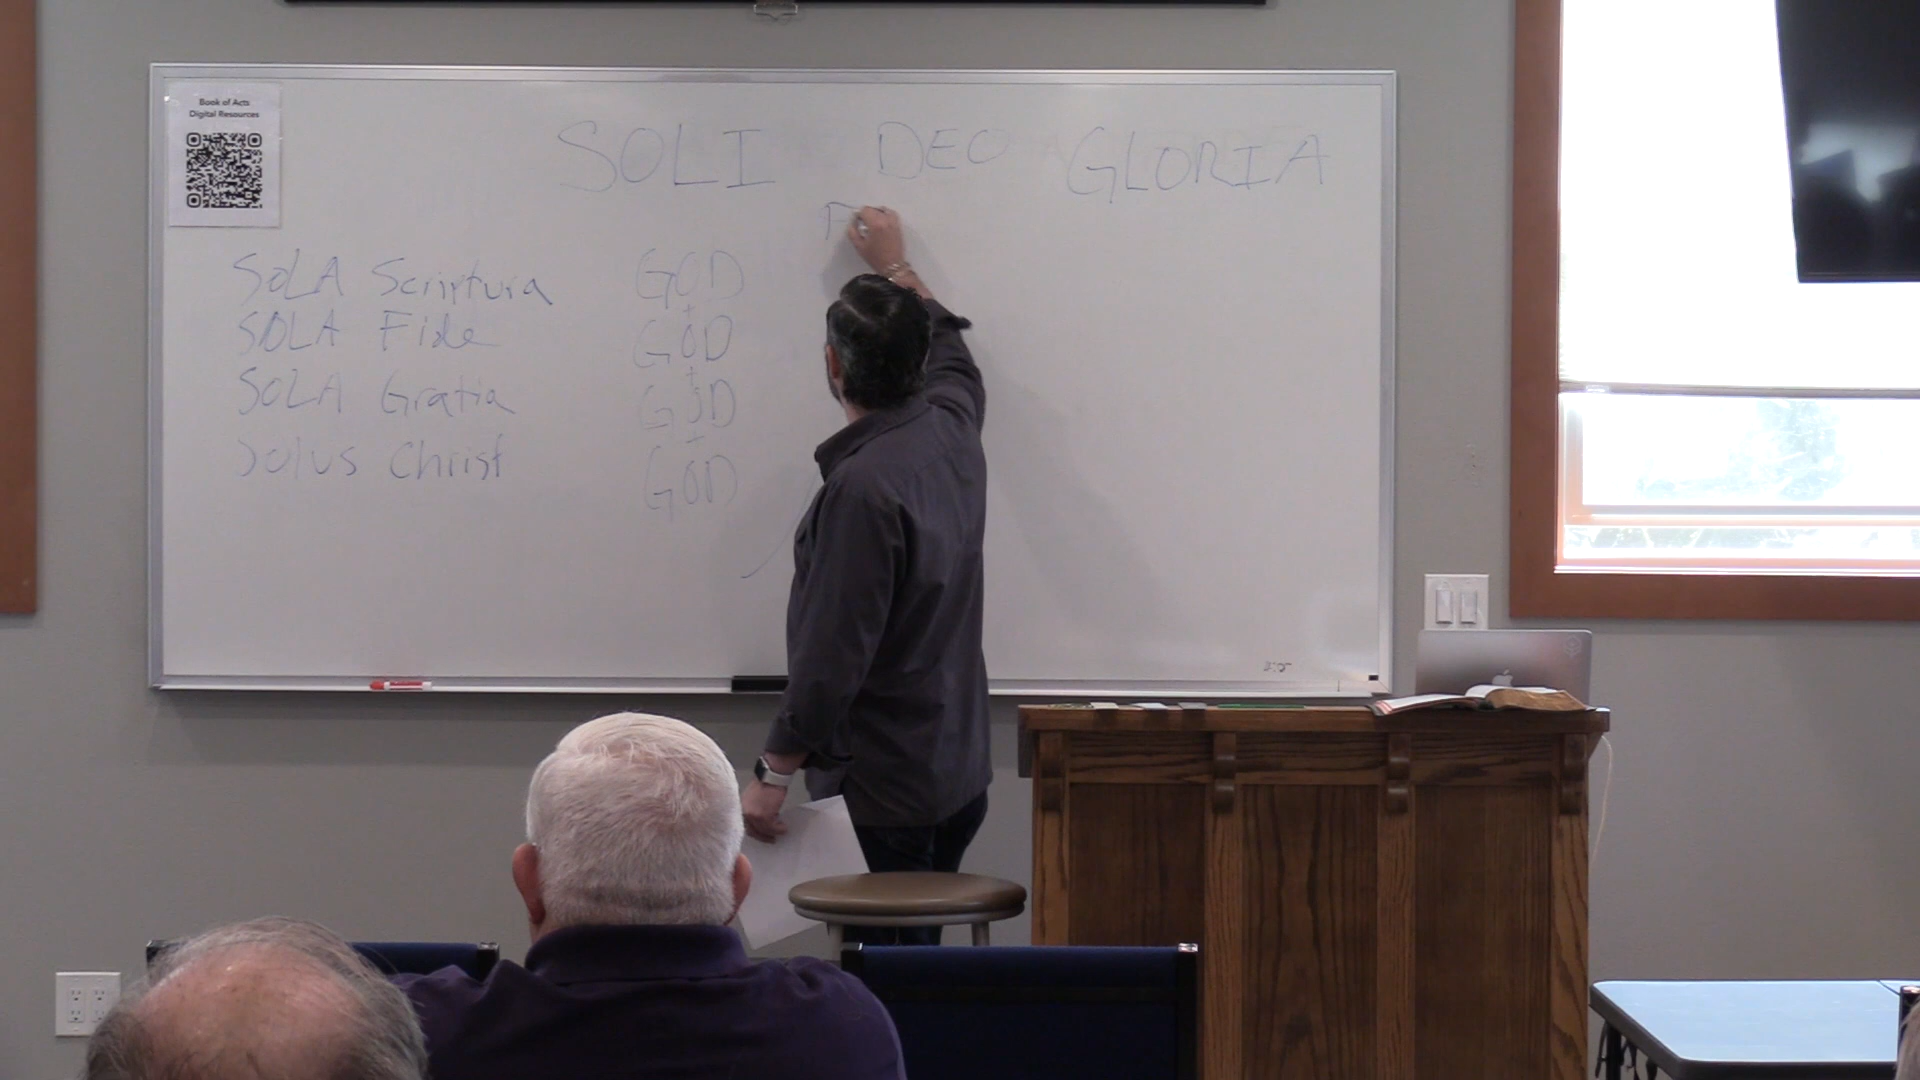 Book of Acts
Digital Resources
SOLI DEO GLORIA
F
SOLA Scriptura GOD
+
SOLA Fide GOD
+
SOLA Gratia GOD
+
Solus Christ GOD